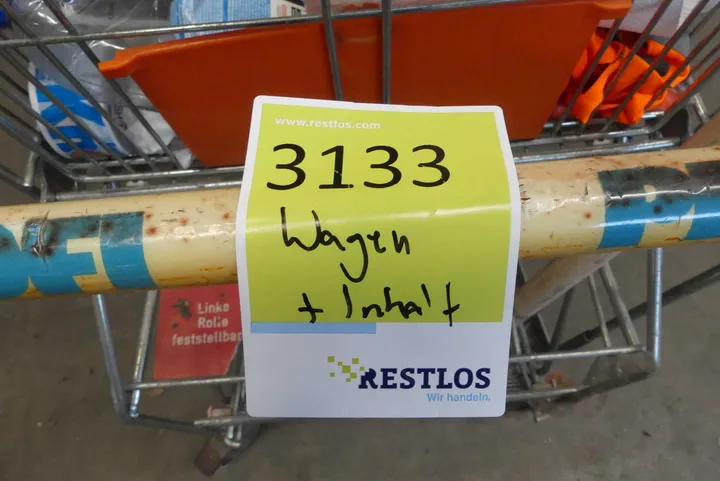 www.restlos.com
3133
Wagen
+ Inhalt
Linke
Rolle
feststellbar
RESTLOS
Wir handeln.